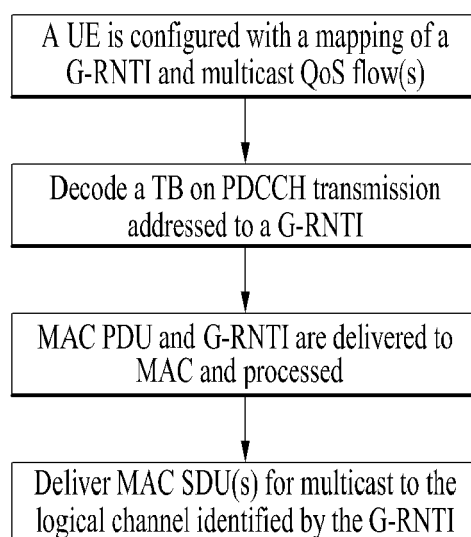 A UE is configured with a mapping of a
G-RNTI and multicast QoS flow(s)
Decode a TB on PDCCH transmission
addressed to a G-RNTI
MAC PDU and G-RNTI are delivered to
MAC and processed
Deliver MAC SDU(s) for multicast to the
logical channel identified by the G-RNTI